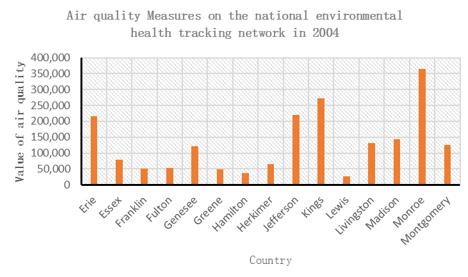 Air quality Measures on the national environmental
health tracking network in 2004
Value of air quality
400,000
350,000
300,000
250,000
200,000
150,000
100,000
50,000
0
Erie
Essex
Franklin
Fulton
Genesee
Greene
Hamilton
Herkimer
Jefferson
Kings
Lewis
Livingston
Madison
Monroe
Montgomery
Country